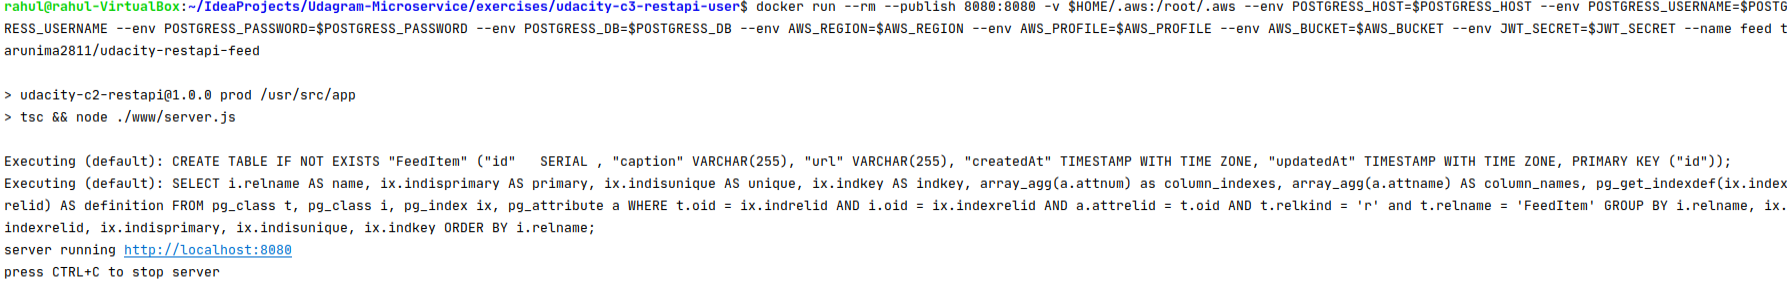 rahul@rahul-VirtualBox:~/IdeaProjects/Udagram-Microservice/exercises/udacity-c3-restapi-user$ docker run --rm --publish 8080:8080 -v $HOME/.aws:/root/.aws --env POSTGRESS_HOST=$POSTGRESS_HOST --env POSTGRESS_USERNAME=$POSTG
RESS_USERNAME --env POSTGRESS_PASSWORD=$POSTGRESS_PASSWORD --env POSTGRESS_DB=$POSTGRESS_DB --env AWS_REGION=$AWS_REGION --env AWS_PROFILE=$AWS_PROFILE --env AWS_BUCKET=$AWS_BUCKET --env JWT_SECRET=$JWT_SECRET --name feed t
arunima2811/udacity-restapi-feed
> udacity-c2-restapi@1.0.0 prod /usr/src/app
> tsc && node ./www/server.js
Executing (default): CREATE TABLE IF NOT EXISTS "FeedItem" ("id"   SERIAL , "caption" VARCHAR(255), "url" VARCHAR(255), "createdAt" TIMESTAMP WITH TIME ZONE, "updatedAt" TIMESTAMP WITH TIME ZONE, PRIMARY KEY ("id"));
Executing (default): SELECT i.relname AS name, ix.indisprimary AS primary, ix.indisunique AS unique, ix.indkey AS indkey, array_agg(a.attnum) as column_indexes, array_agg(a.attname) AS column_names, pg_get_indexdef(ix.index
relid) AS definition FROM pg_class t, pg_class i, pg_index ix, pg_attribute a WHERE t.oid = ix.indrelid AND i.oid = ix.indexrelid AND a.attrelid = t.oid AND t.relkind = 'r' and t.relname = 'FeedItem' GROUP BY i.relname, ix.
indexrelid, ix.indisprimary, ix.indisunique, ix.indkey ORDER BY i.relname;
server running http://localhost:8080
press CTRL+C to stop server